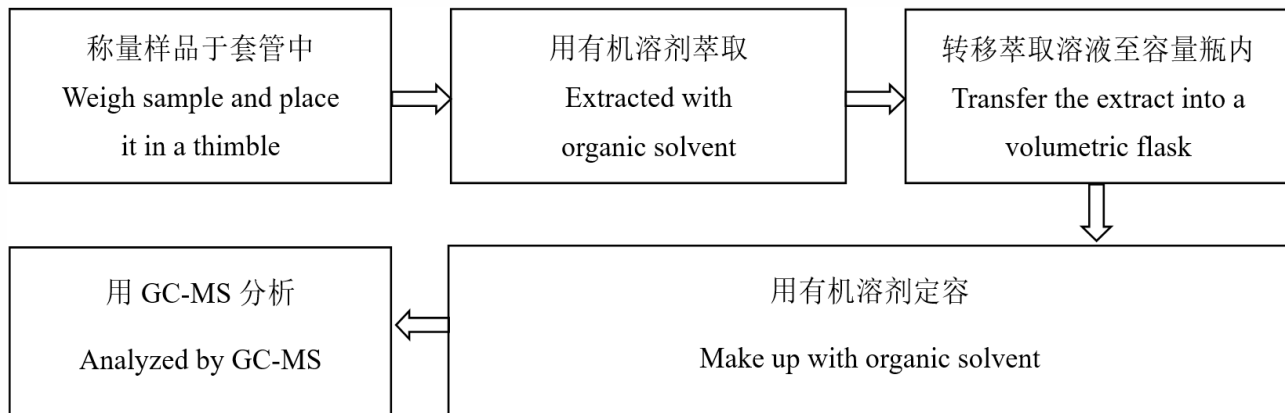 称量样品于套管中
Weigh sample and place
it in a thimble
用有机溶剂萃取
Extracted with
organic solvent
转移萃取溶液至容量瓶内
Transfer the extract into a
volumetric flask
用有机溶剂定容
Make up with organic solvent
用 GC-MS 分析
Analyzed by GC-MS